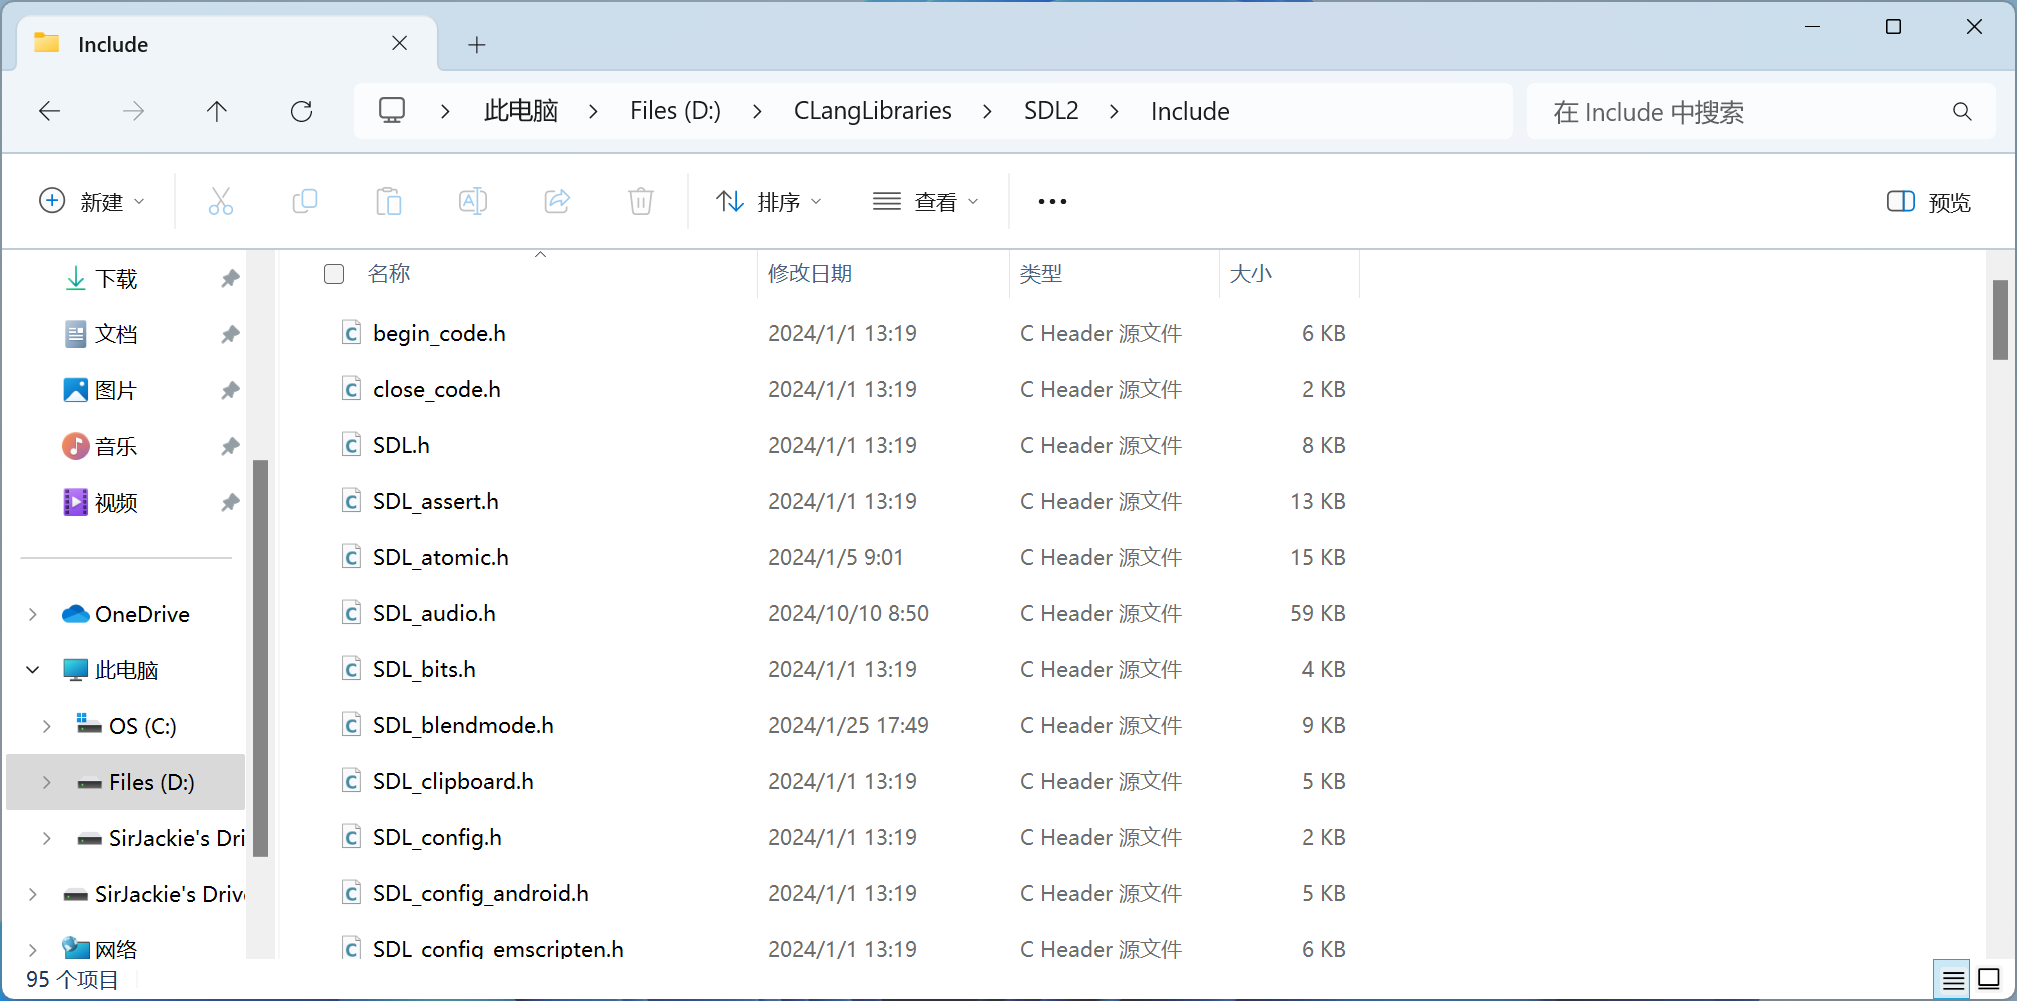 Include
此电脑 Files (D:) CLangLibraries SDL2 Include 在 Include 中搜索
新建 排序 查看 预览
下载
文档
图片
音乐
视频
OneDrive
此电脑
OS (C:)
Files (D:)
SirJackie's Dri
SirJackie's Driv
网络
名称 修改日期 类型 大小
begin_code.h 2024/1/1 13:19 C Header 源文件 6 KB
close_code.h 2024/1/1 13:19 C Header 源文件 2 KB
SDL.h 2024/1/1 13:19 C Header 源文件 8 KB
SDL_assert.h 2024/1/1 13:19 C Header 源文件 13 KB
SDL_atomic.h 2024/1/5 9:01 C Header 源文件 15 KB
SDL_audio.h 2024/10/10 8:50 C Header 源文件 59 KB
SDL_bits.h 2024/1/1 13:19 C Header 源文件 4 KB
SDL_blendmode.h 2024/1/25 17:49 C Header 源文件 9 KB
SDL_clipboard.h 2024/1/1 13:19 C Header 源文件 5 KB
SDL_config.h 2024/1/1 13:19 C Header 源文件 2 KB
SDL_config_android.h 2024/1/1 13:19 C Header 源文件 5 KB
SDL_config_emscripten.h 2024/1/1 13:19 C Header 源文件 6 KB
95 个项目